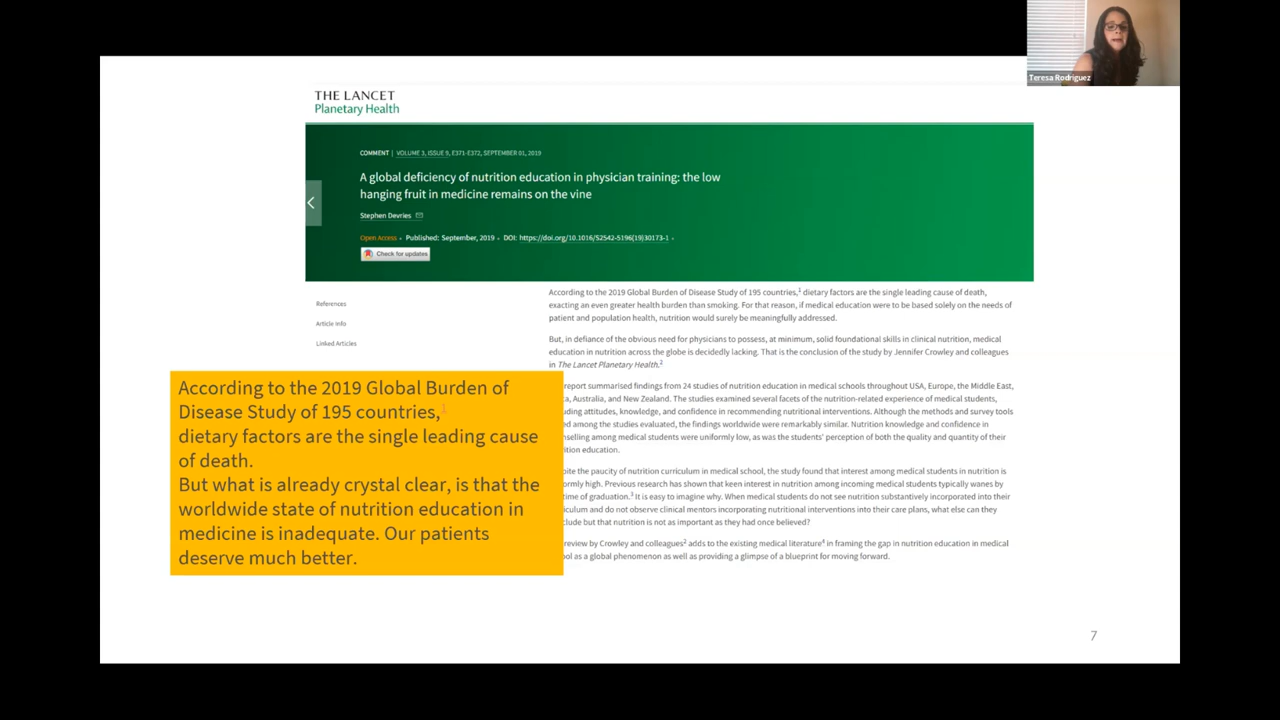 Teresa Rodriguez
THE LANCET
Planetary Health
COMMENT | VOLUME 3, ISSUE 9, E371-E372, SEPTEMBER 01, 2019
A global deficiency of nutrition education in physician training: the low
hanging fruit in medicine remains on the vine
Stephen Devries
Open Access • Published: September, 2019 • DOI: https://doi.org/10.1016/S2542-5196(19)30173-1 •
Check for updates
References
Article Info
Linked Articles
According to the 2019 Global Burden of Disease Study of 195 countries,1 dietary factors are the single leading cause of death,
exacting an even greater health burden than smoking. For that reason, if medical education were to be based solely on the needs of
patient and population health, nutrition would surely be meaningfully addressed.
But, in defiance of the obvious need for physicians to possess, at minimum, solid foundational skills in clinical nutrition, medical
education in nutrition across the globe is decidedly lacking. That is the conclusion of the study by Jennifer Crowley and colleagues
in The Lancet Planetary Health.2
report summarised findings from 24 studies of nutrition education in medical schools throughout USA, Europe, the Middle East,
Australia, and New Zealand. The studies examined several facets of the nutrition-related experience of medical students,
attitudes, knowledge, and confidence in recommending nutritional interventions. Although the methods and survey tools
among the studies evaluated, the findings worldwide were remarkably similar. Nutrition knowledge and confidence in
among medical students were uniformly low, as was the students' perception of both the quality and quantity of their
education.
the paucity of nutrition curriculum in medical school, the study found that interest among medical students in nutrition is
high. Previous research has shown that keen interest in nutrition among incoming medical students typically wanes by
time of graduation.3 It is easy to imagine why. When medical students do not see nutrition substantively incorporated into their
and do not observe clinical mentors incorporating nutritional interventions into their care plans, what else can they
but that nutrition is not as important as they had once believed?
review by Crowley and colleagues2 adds to the existing medical literature4 in framing the gap in nutrition education in medical
as a global phenomenon as well as providing a glimpse of a blueprint for moving forward.
According to the 2019 Global Burden of
Disease Study of 195 countries,1
dietary factors are the single leading cause
of death.
But what is already crystal clear, is that the
worldwide state of nutrition education in
medicine is inadequate. Our patients
deserve much better.
7